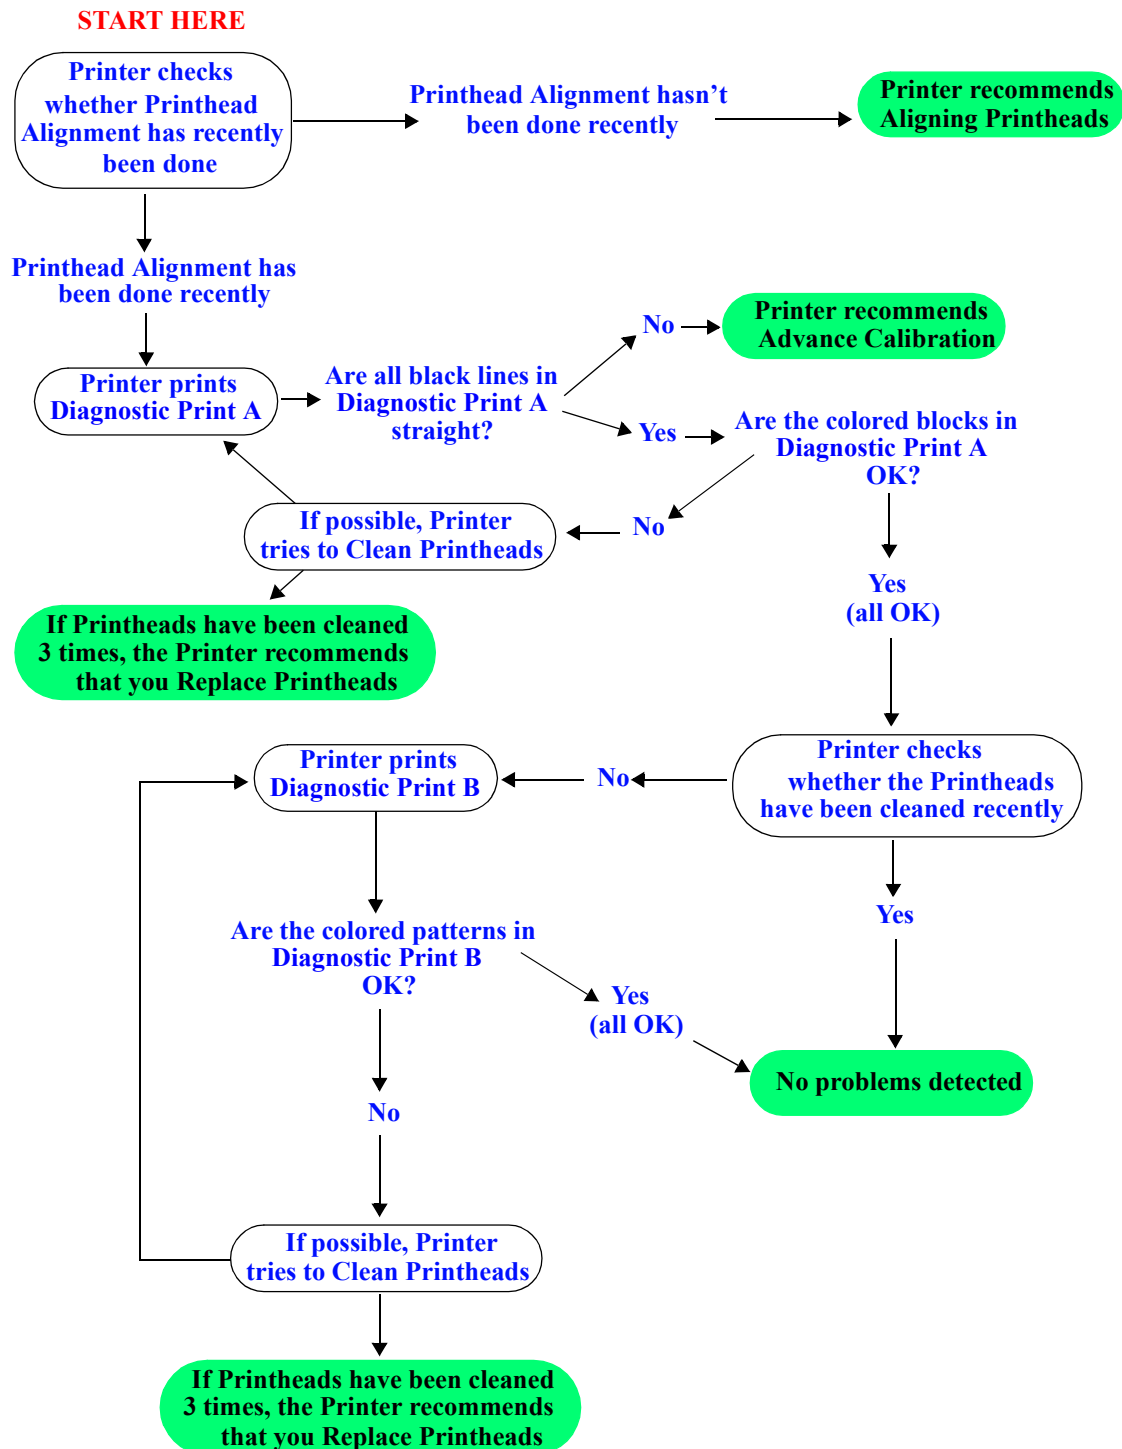 START HERE
Printer checks
whether Printhead
Alignment has recently
been done
Printhead Alignment hasn't
been done recently
Printer recommends
Aligning Printheads
Printhead Alignment has
been done recently
Printer recommends
Advance Calibration
No
Printer prints
Diagnostic Print A
Are all black lines in
Diagnostic Print A
straight?
Yes
Are the colored blocks in
Diagnostic Print A
OK?
No
If possible, Printer
tries to Clean Printheads
Yes
(all OK)
If Printheads have been cleaned
3 times, the Printer recommends
that you Replace Printheads
Printer checks
whether the Printheads
have been cleaned recently
No
Printer prints
Diagnostic Print B
Yes
Are the colored patterns in
Diagnostic Print B
OK?
Yes
(all OK)
No problems detected
No
If possible, Printer
tries to Clean Printheads
If Printheads have been cleaned
3 times, the Printer recommends
that you Replace Printheads